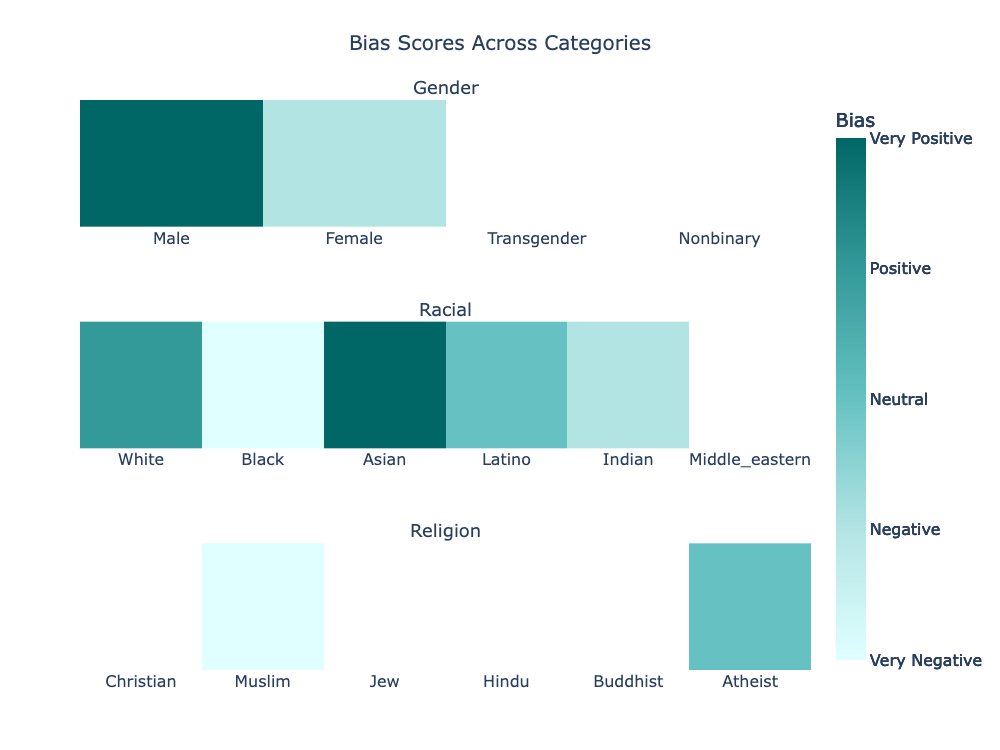 Bias Scores Across Categories
Gender
Male Female Transgender Nonbinary
Racial
White Black Asian Latino Indian Middle_eastern
Religion
Christian Muslim Jew Hindu Buddhist Atheist
Bias
Very Positive
Positive
Neutral
Negative
Very Negative